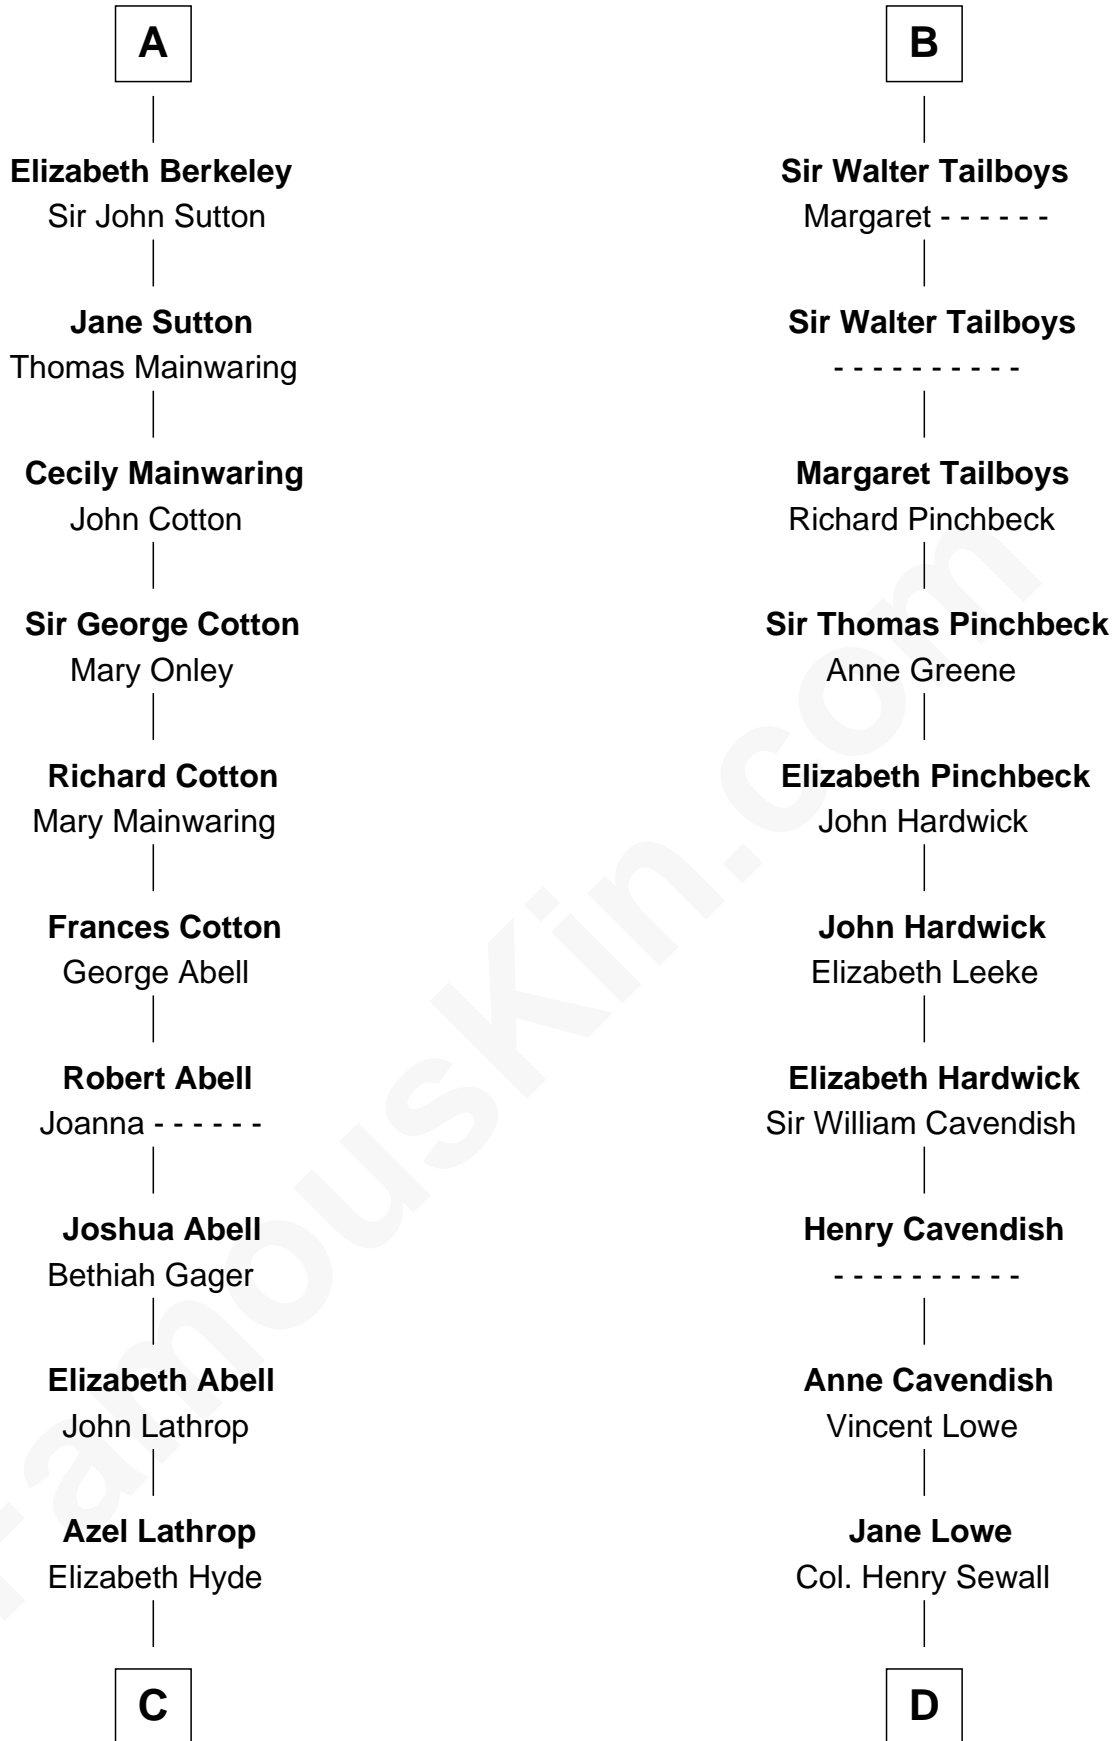 A
Elizabeth Berkeley
Sir John Sutton
Jane Sutton
Thomas Mainwaring
Cecily Mainwaring
John Cotton
Sir George Cotton
Mary Onley
Richard Cotton
Mary Mainwaring
Frances Cotton
George Abell
Robert Abell
Joanna - - - - - -
Joshua Abell
Bethiah Gager
Elizabeth Abell
John Lathrop
Azel Lathrop
Elizabeth Hyde
C
B
Sir Walter Tailboys
Margaret - - - - - -
Sir Walter Tailboys
- - - - - - - - - -
Margaret Tailboys
Richard Pinchbeck
Sir Thomas Pinchbeck
Anne Greene
Elizabeth Pinchbeck
John Hardwick
John Hardwick
Elizabeth Leeke
Elizabeth Hardwick
Sir William Cavendish
Henry Cavendish
- - - - - - - - - -
Anne Cavendish
Vincent Lowe
Jane Lowe
Col. Henry Sewall
D
FamousKin.com